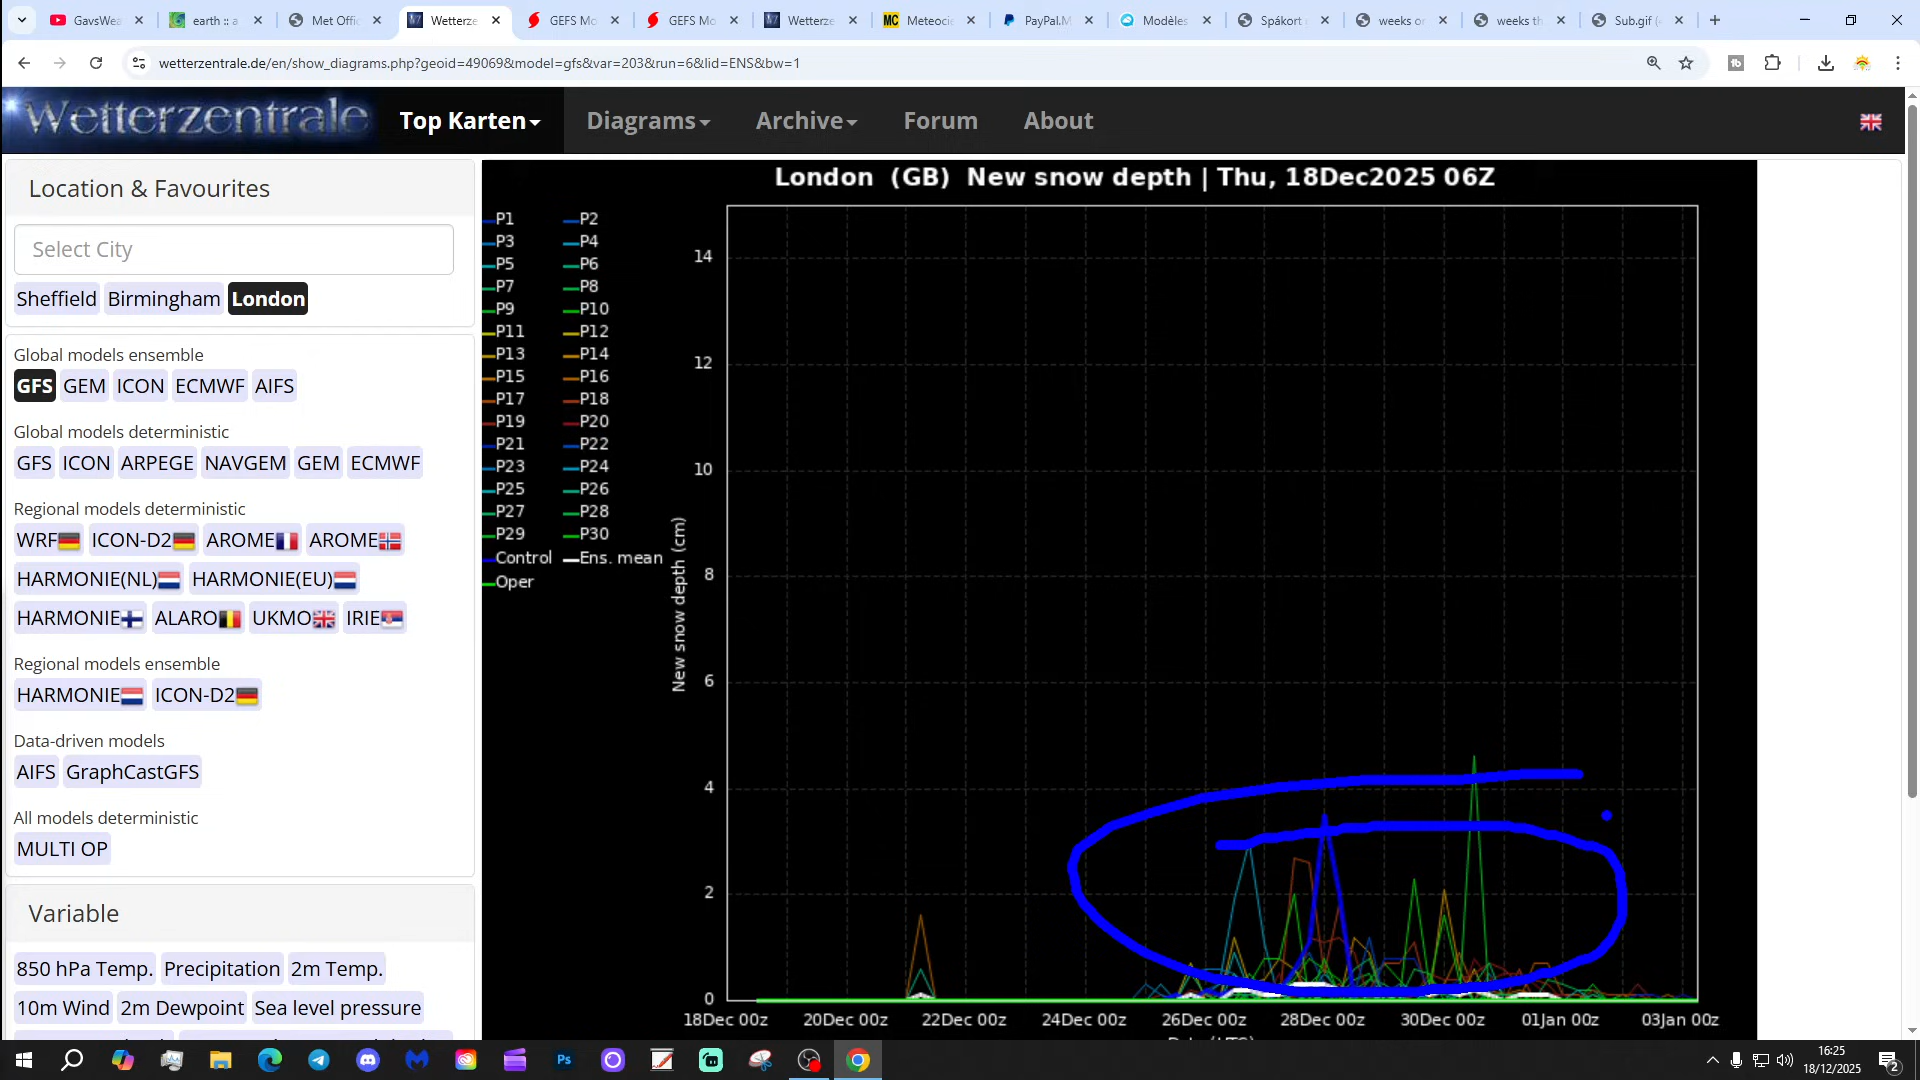 GavsWea
earth :: a
Met Offic
Wetterze
GEFS Mo
GEFS Mo
Wetterze
Meteocie
PayPal.M
Modèles
Spákort
weeks or
weeks th
Sub.gif (
wetterzentrale.de/en/show_diagrams.php?geoid=49069&model=gfs&var=203&run=6&lid=ENS&bw=1
Wetterzentrale
Top Karten
Diagrams
Archive
Forum
About
Location & Favourites
Select City
Sheffield Birmingham London
Global models ensemble
GFS GEM ICON ECMWF AIFS
Global models deterministic
GFS ICON ARPEGE NAVGEM GEM ECMWF
Regional models deterministic
WRF ICON-D2 AROME AROME
HARMONIE(NL) HARMONIE(EU)
HARMONIE ALARO UKMO IRIE
Regional models ensemble
HARMONIE ICON-D2
Data-driven models
AIFS GraphCastGFS
All models deterministic
MULTI OP
Variable
850 hPa Temp. Precipitation 2m Temp.
10m Wind 2m Dewpoint Sea level pressure
London (GB) New snow depth | Thu, 18Dec2025 06Z
P1 P2
P3 P4
P5 P6
P7 P8
P9 P10
P11 P12
P13 P14
P15 P16
P17 P18
P19 P20
P21 P22
P23 P24
P25 P26
P27 P28
P29 P30
Control Ens. mean
Oper
New snow depth (cm)
14
12
10
8
6
4
2
0
18Dec 00z 20Dec 00z 22Dec 00z 24Dec 00z 26Dec 00z 28Dec 00z 30Dec 00z 01Jan 00z 03Jan 00z
16:25
18/12/2025
2